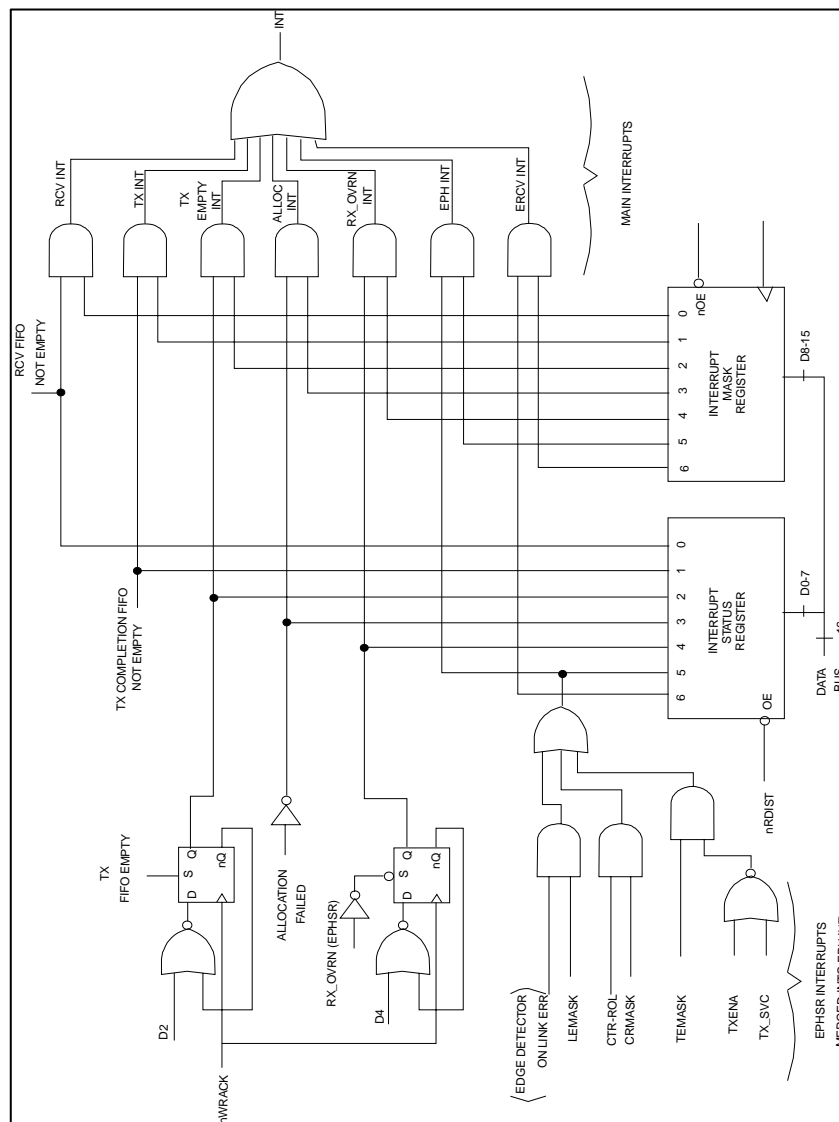 INT
RCV INT
TX INT
TX
EMPTY
INT
ALLOC
INT
RX_OVRN
INT
EPH INT
ERCV INT
MAIN INTERRUPTS
RCV FIFO
NOT EMPTY
nOE
0
1
2
3
4
5
6
INTERRUPT
MASK
REGISTER
D8-15
TX COMPLETION FIFO
NOT EMPTY
0
1
2
3
4
5
6
INTERRUPT
STATUS
REGISTER
D0-7
OE
DATA
BUS
16
nRDIST
TX
FIFO EMPTY
D
S
Q
nQ
D2
ALLOCATION
FAILED
RX_OVRN (EPHSR)
D
S
Q
nQ
D4
nWRACK
EDGE DETECTOR
ON LINK ERR
LEMASK
CTR-ROL
CRMASK
TEMASK
TXENA
TX_SVC
EPHSR INTERRUPTS